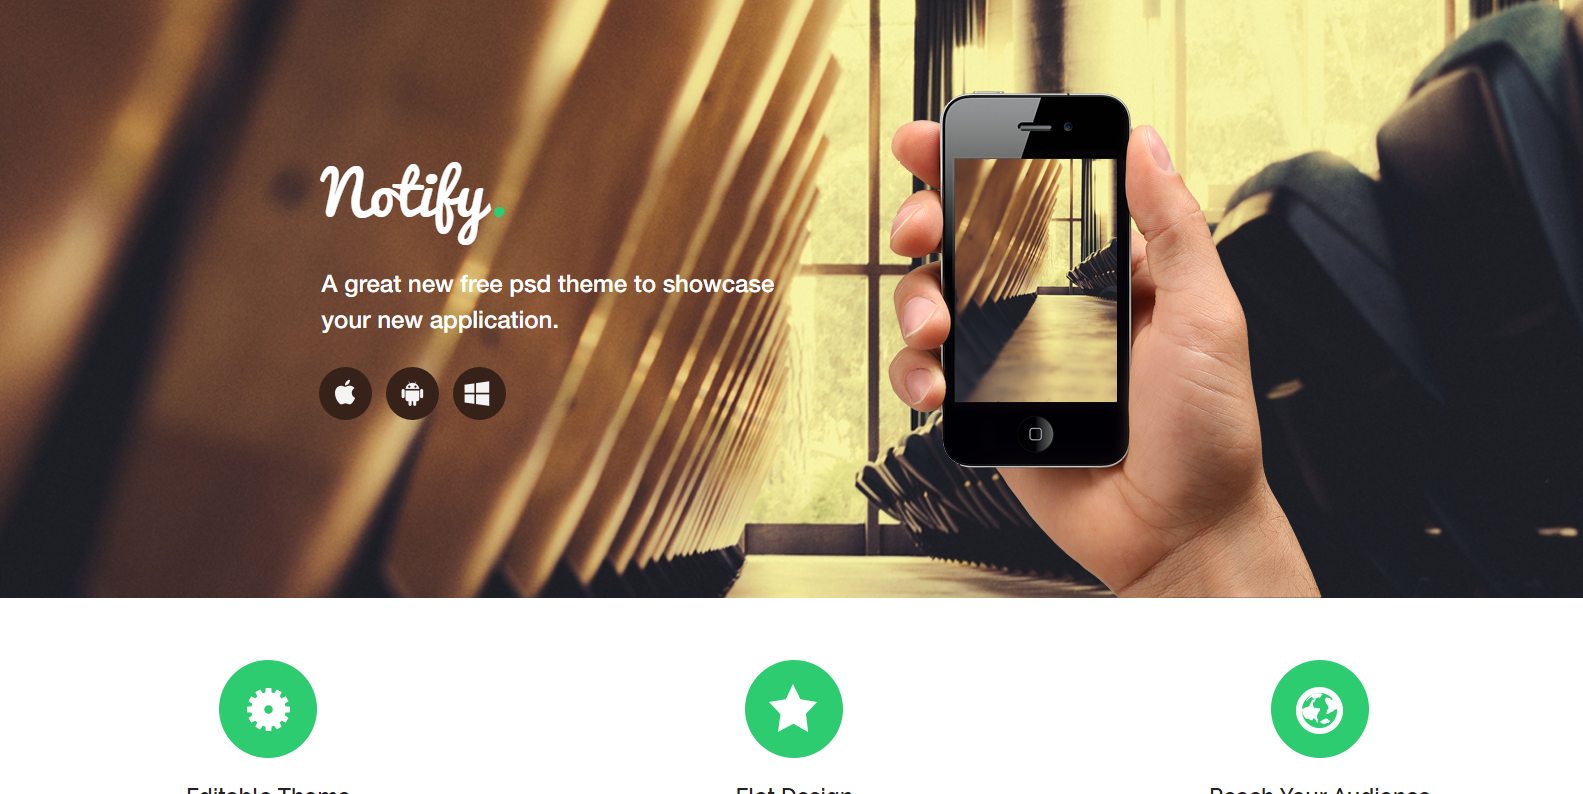 Notify.
A great new free psd theme to showcase
your new application.
Editable Theme
Flat Design
Reach Your Audience